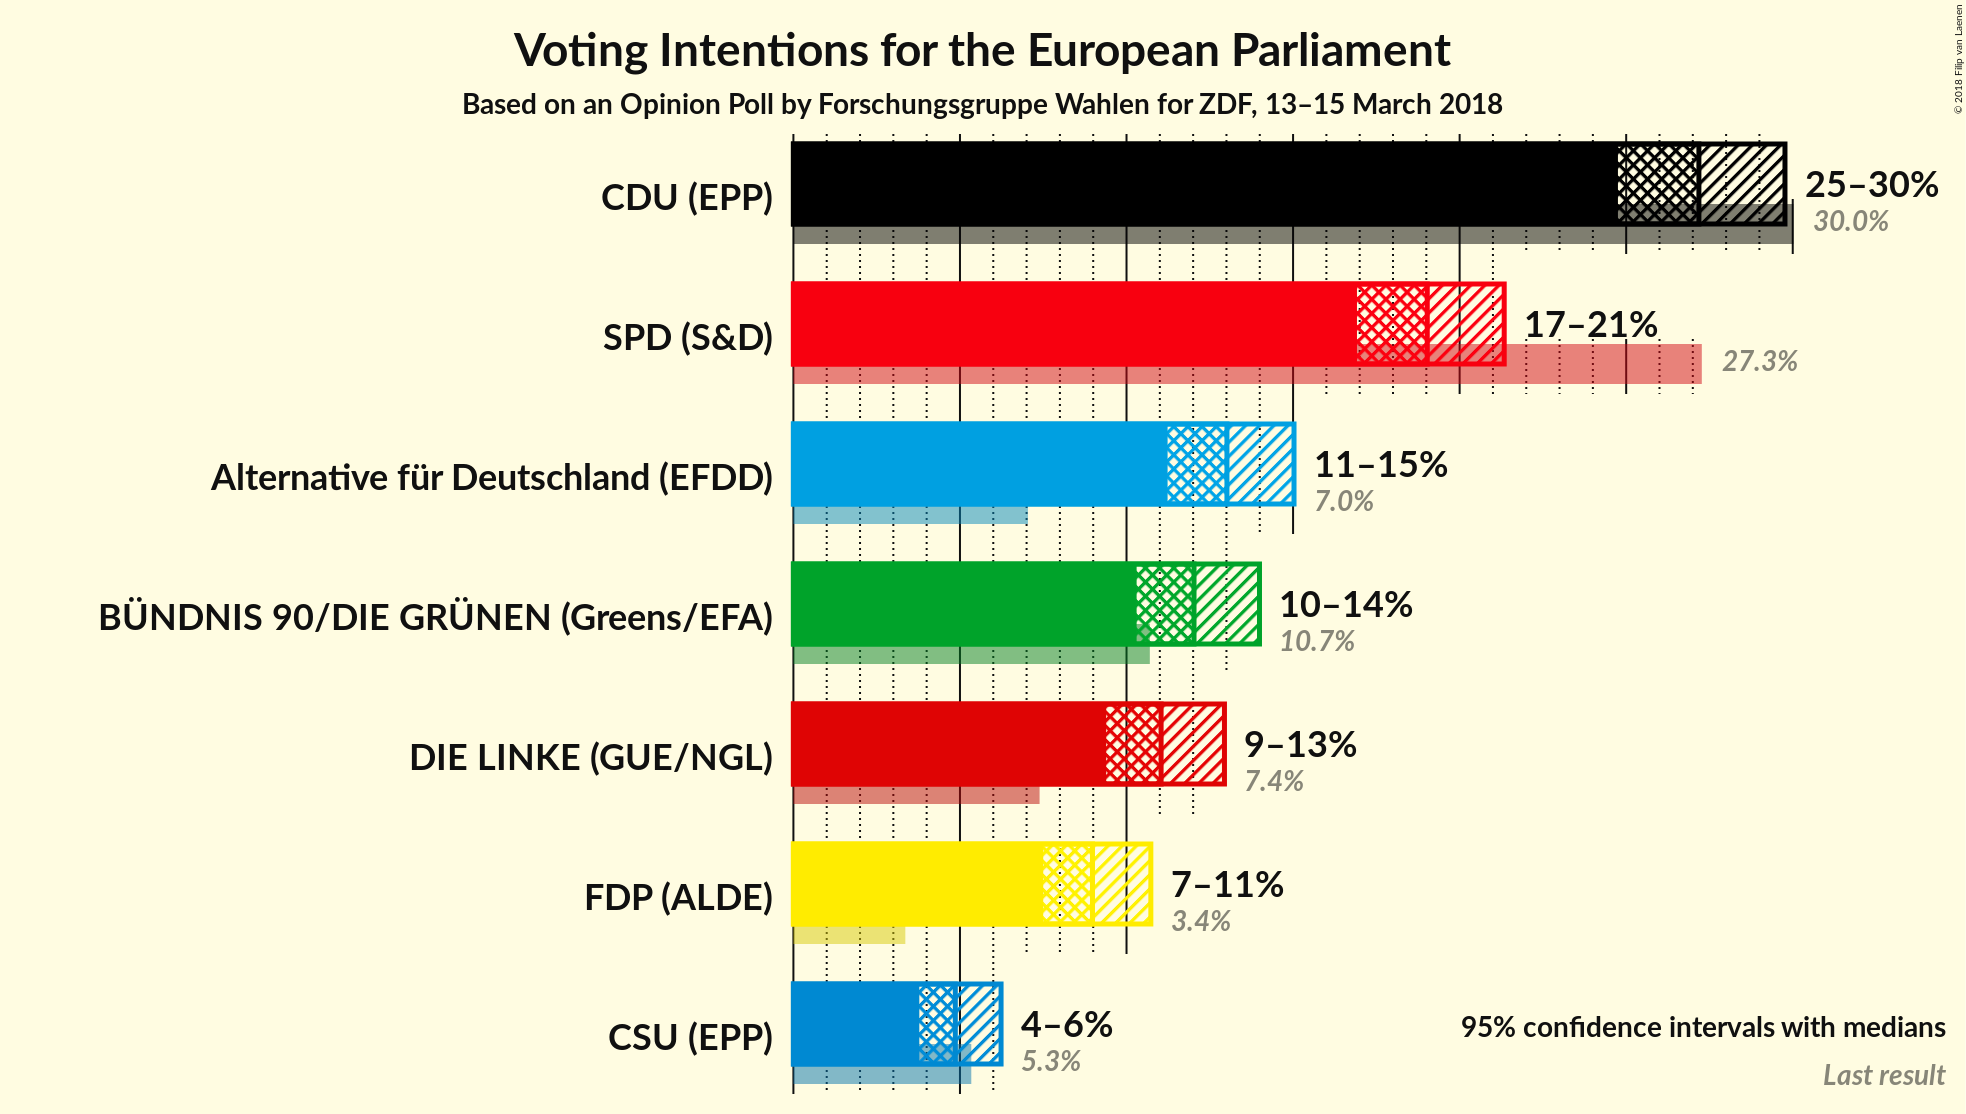 Voting Intentions for the European Parliament
Based on an Opinion Poll by Forschungsgruppe Wahlen for ZDF, 13–15 March 2018
© 2018 Filip van Laenen
CDU (EPP)
25–30%
30.0%
SPD (S&D)
17–21%
27.3%
Alternative für Deutschland (EFDD)
11–15%
7.0%
BÜNDNIS 90/DIE GRÜNEN (Greens/EFA)
10–14%
10.7%
DIE LINKE (GUE/NGL)
9–13%
7.4%
FDP (ALDE)
7–11%
3.4%
CSU (EPP)
4–6%
5.3%
95% confidence intervals with medians
Last result